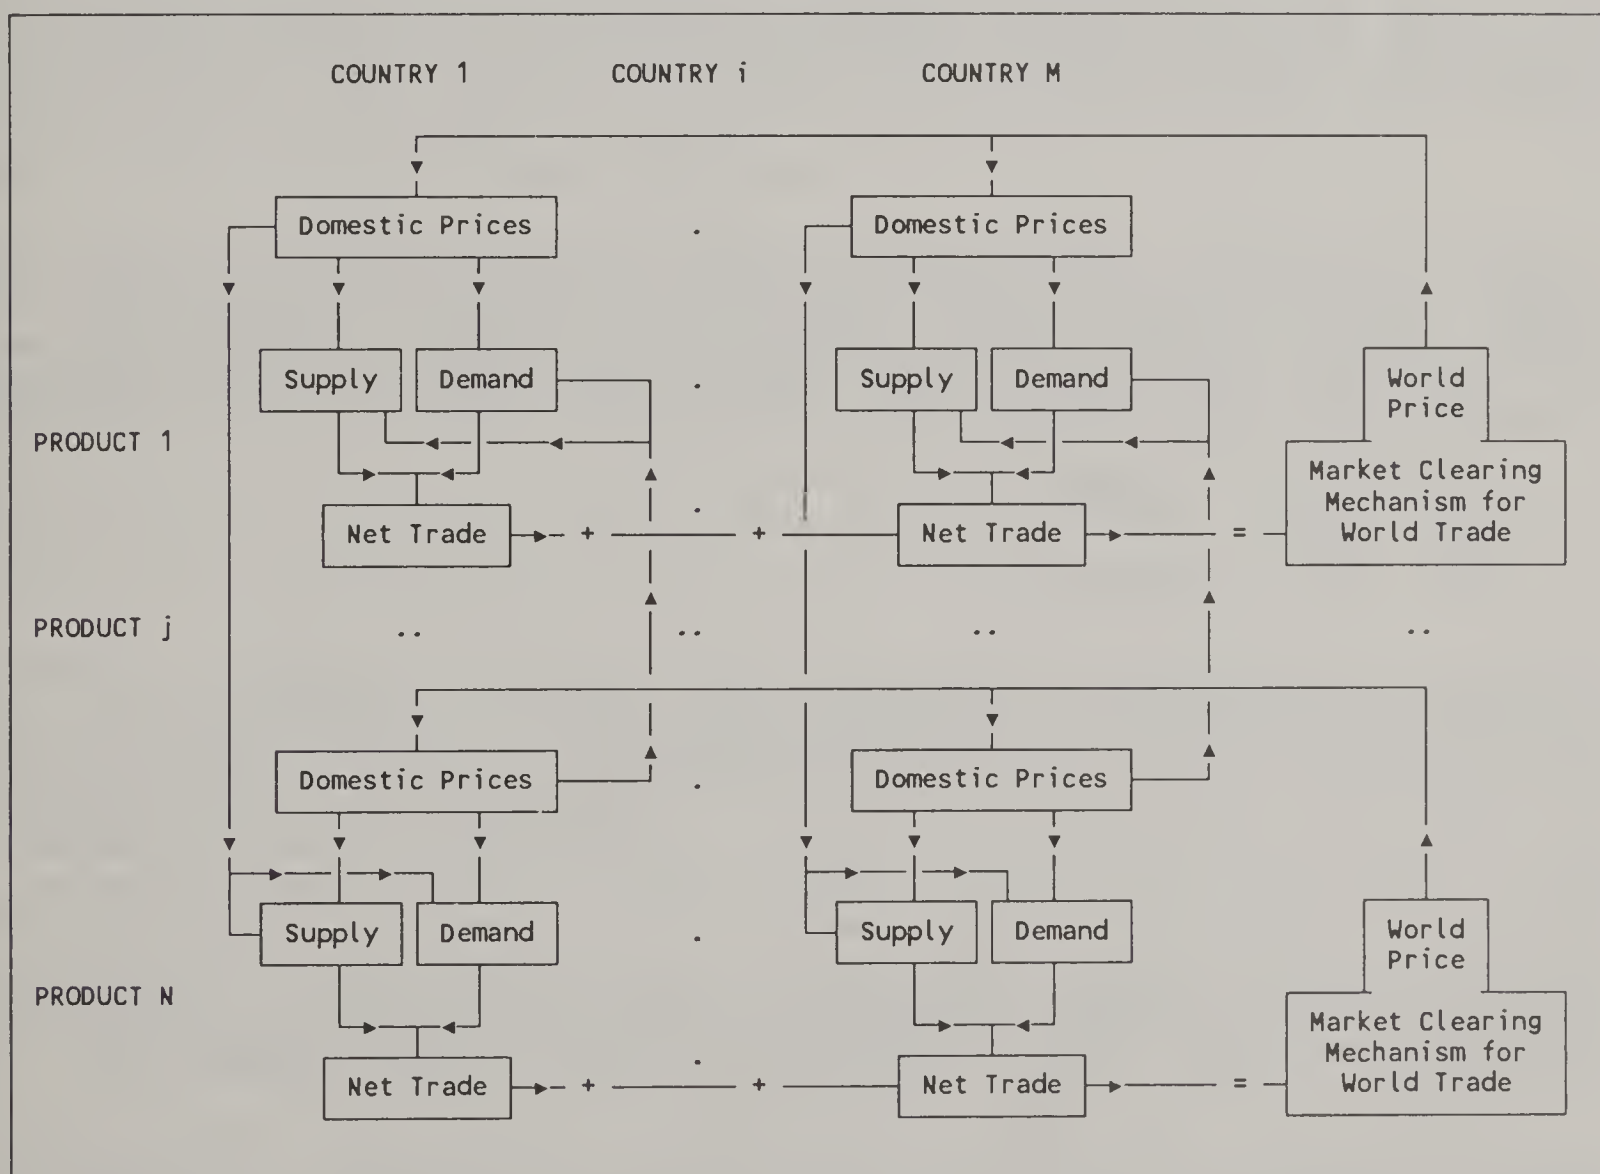 COUNTRY 1 COUNTRY i COUNTRY M
Domestic Prices . Domestic Prices
Supply Demand . Supply Demand World
Price
PRODUCT 1
Market Clearing
Mechanism for
World Trade
.
Net Trade + + Net Trade =
PRODUCT j .. .. .. ..
Domestic Prices . Domestic Prices
Supply Demand . Supply Demand World
Price
PRODUCT N
Market Clearing
Mechanism for
World Trade
.
Net Trade + + Net Trade =